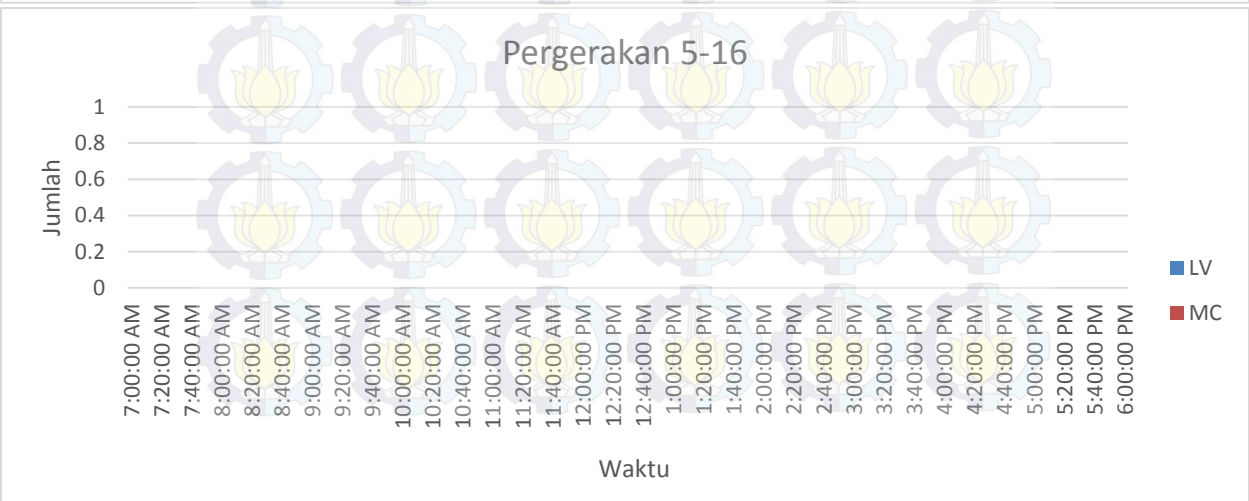 Pergerakan 5-16
Jumlah
1
0.8
0.6
0.4
0.2
0
7:00:00 AM
7:20:00 AM
7:40:00 AM
8:00:00 AM
8:20:00 AM
8:40:00 AM
9:00:00 AM
9:20:00 AM
9:40:00 AM
10:00:00 AM
10:20:00 AM
10:40:00 AM
11:00:00 AM
11:20:00 AM
11:40:00 AM
12:00:00 PM
12:20:00 PM
12:40:00 PM
1:00:00 PM
1:20:00 PM
1:40:00 PM
2:00:00 PM
2:20:00 PM
2:40:00 PM
3:00:00 PM
3:20:00 PM
3:40:00 PM
4:00:00 PM
4:20:00 PM
4:40:00 PM
5:00:00 PM
5:20:00 PM
5:40:00 PM
6:00:00 PM
Waktu
LV
MC